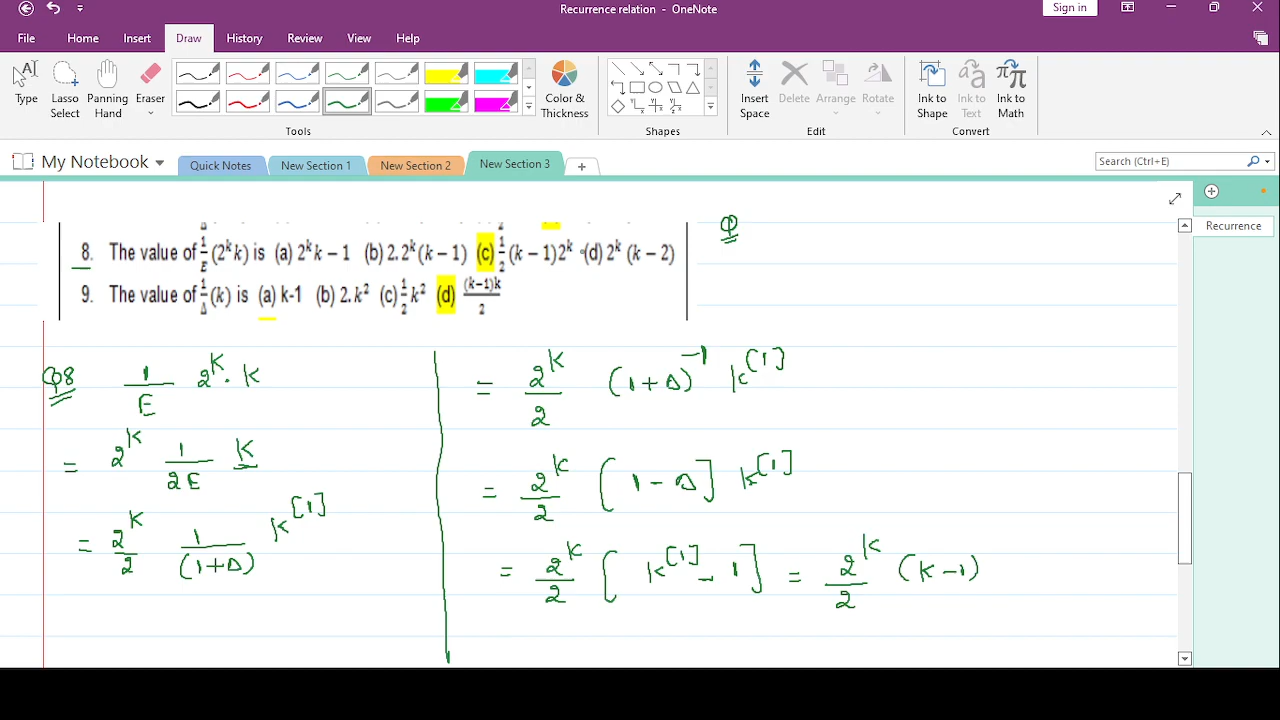 Recurrence relation - OneNote
Sign in
File Home Insert Draw History Review View Help
Type
Lasso Select
Panning Hand
Eraser
Color & Thickness
Insert Space
Delete
Arrange
Rotate
Ink to Shape
Ink to Text
Ink to Math
Tools
Shapes
Edit
Convert
My Notebook
Quick Notes
New Section 1
New Section 2
New Section 3
Search (Ctrl+E)
Recurrence
8. The value of 1/E (2^k k) is (a) 2^k k − 1 (b) 2. 2^k (k − 1) (c) 1/2 (k − 1)2^k (d) 2^k (k − 2)
Q
9. The value of 1/Δ (k) is (a) k-1 (b) 2. k² (c) 1/2 k² (d) (k−1)k/2
Q8 1/E 2^k · k
= 2^k 1/2E k
= 2^k/2 1/(1+Δ) k^[1]
= 2^k/2 (1+Δ)^−1 k^[1]
= 2^k/2 [1 − Δ] k^[1]
= 2^k/2 [k^[1] − 1] = 2^k/2 (k−1)